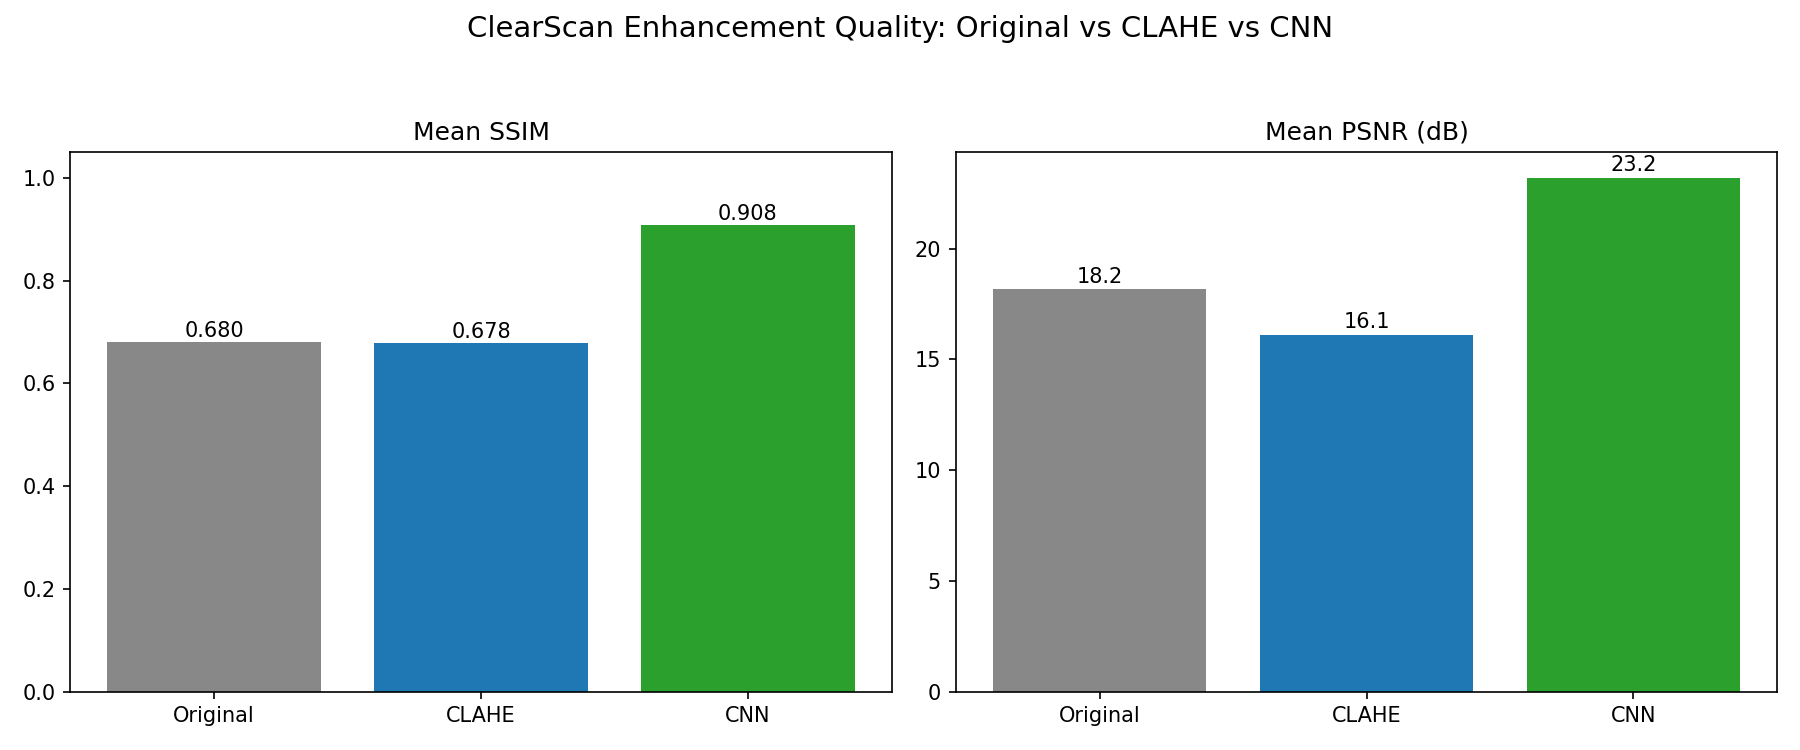 ClearScan Enhancement Quality: Original vs CLAHE vs CNN
Mean SSIM
1.0
0.8
0.6
0.4
0.2
0.0
0.680
0.678
0.908
Original
CLAHE
CNN
Mean PSNR (dB)
20
15
10
5
0
18.2
16.1
23.2
Original
CLAHE
CNN